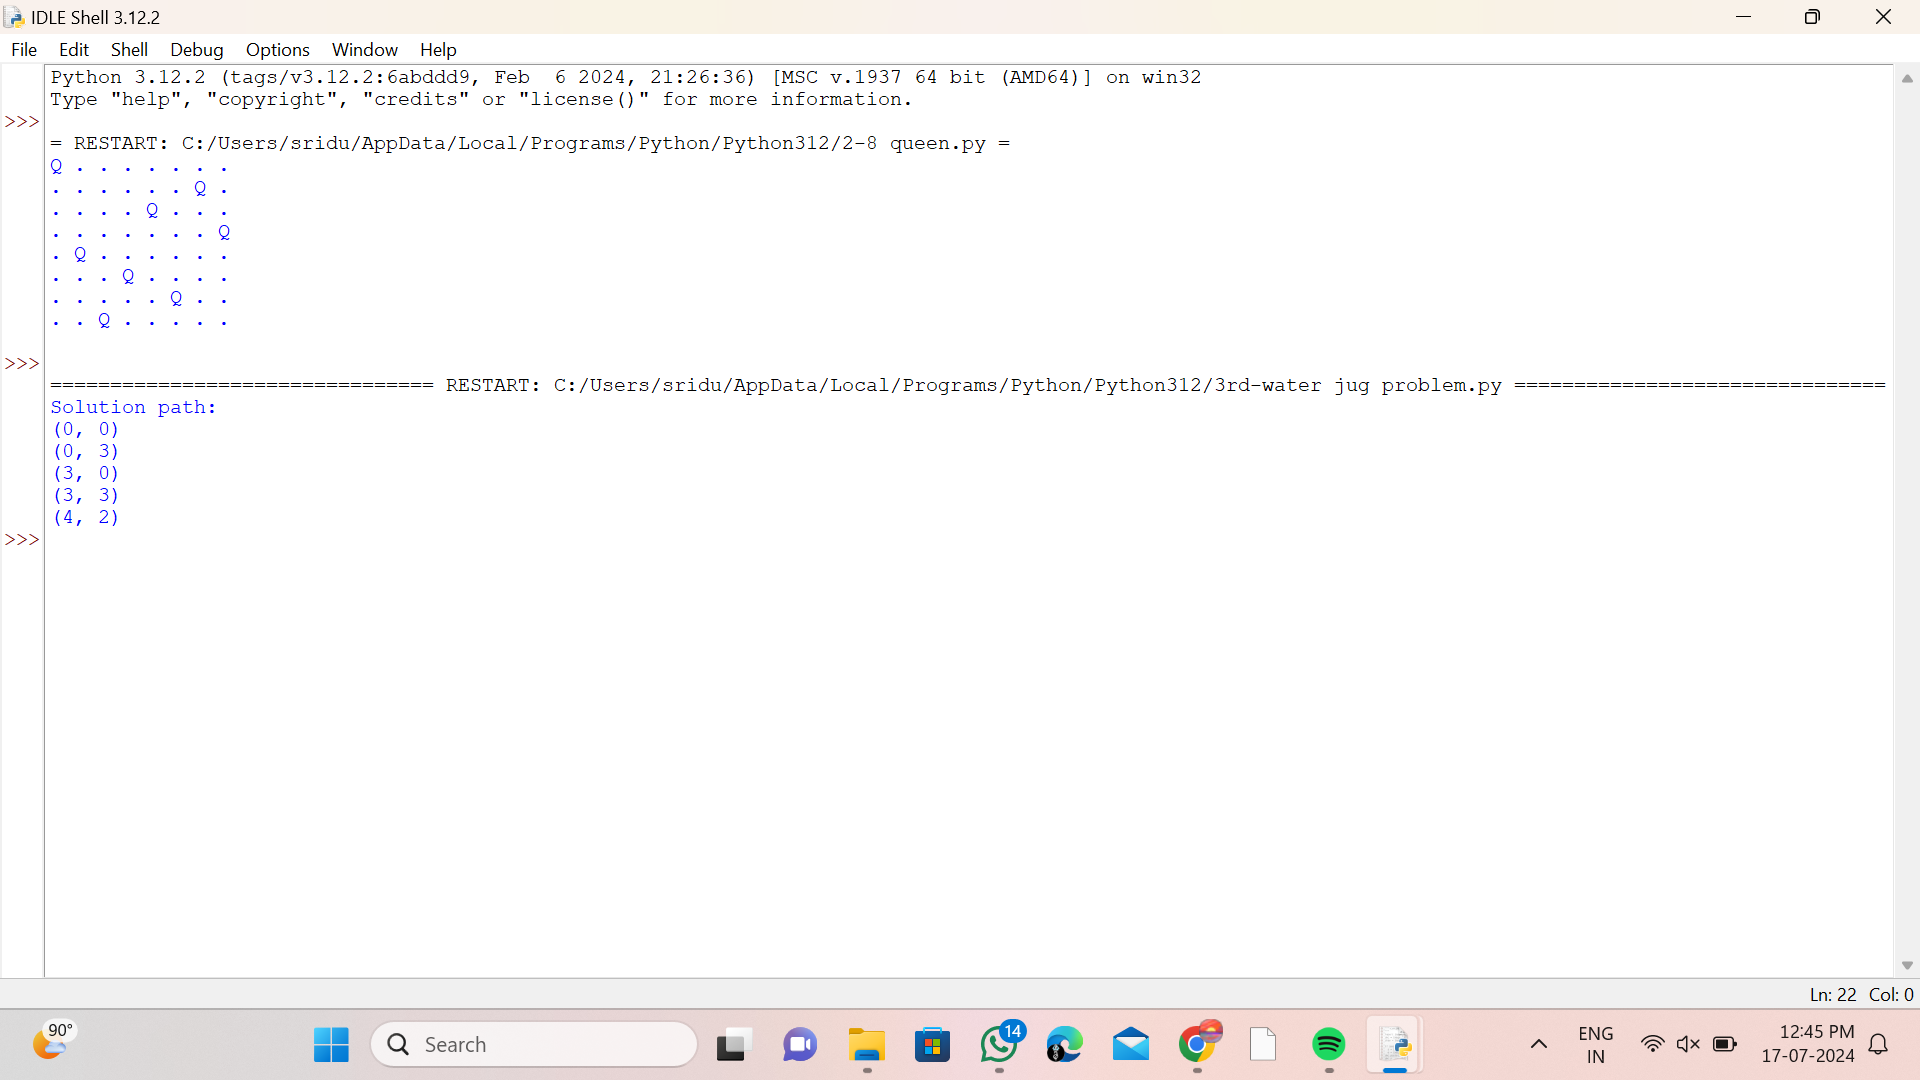 IDLE Shell 3.12.2
File Edit Shell Debug Options Window Help
Python 3.12.2 (tags/v3.12.2:6abddd9, Feb  6 2024, 21:26:36) [MSC v.1937 64 bit (AMD64)] on win32
Type "help", "copyright", "credits" or "license()" for more information.
>>>
= RESTART: C:/Users/sridu/AppData/Local/Programs/Python/Python312/2-8 queen.py =
Q . . . . . . .
. . . . . . Q .
. . . . Q . . .
. . . . . . . Q
. Q . . . . . .
. . . Q . . . .
. . . . . Q . .
. . Q . . . . .
>>>
================================ RESTART: C:/Users/sridu/AppData/Local/Programs/Python/Python312/3rd-water jug problem.py ===============================
Solution path:
(0, 0)
(0, 3)
(3, 0)
(3, 3)
(4, 2)
>>>
Ln: 22 Col: 0
90°
Search
14
ENG
IN
12:45 PM
17-07-2024